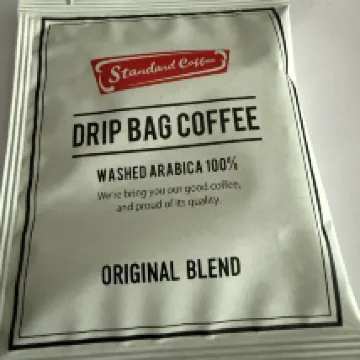 Standard Coffee
DRIP BAG COFFEE
WASHED ARABICA 100%
We're bring you our good coffee,
and proud of its quality.
ORIGINAL BLEND